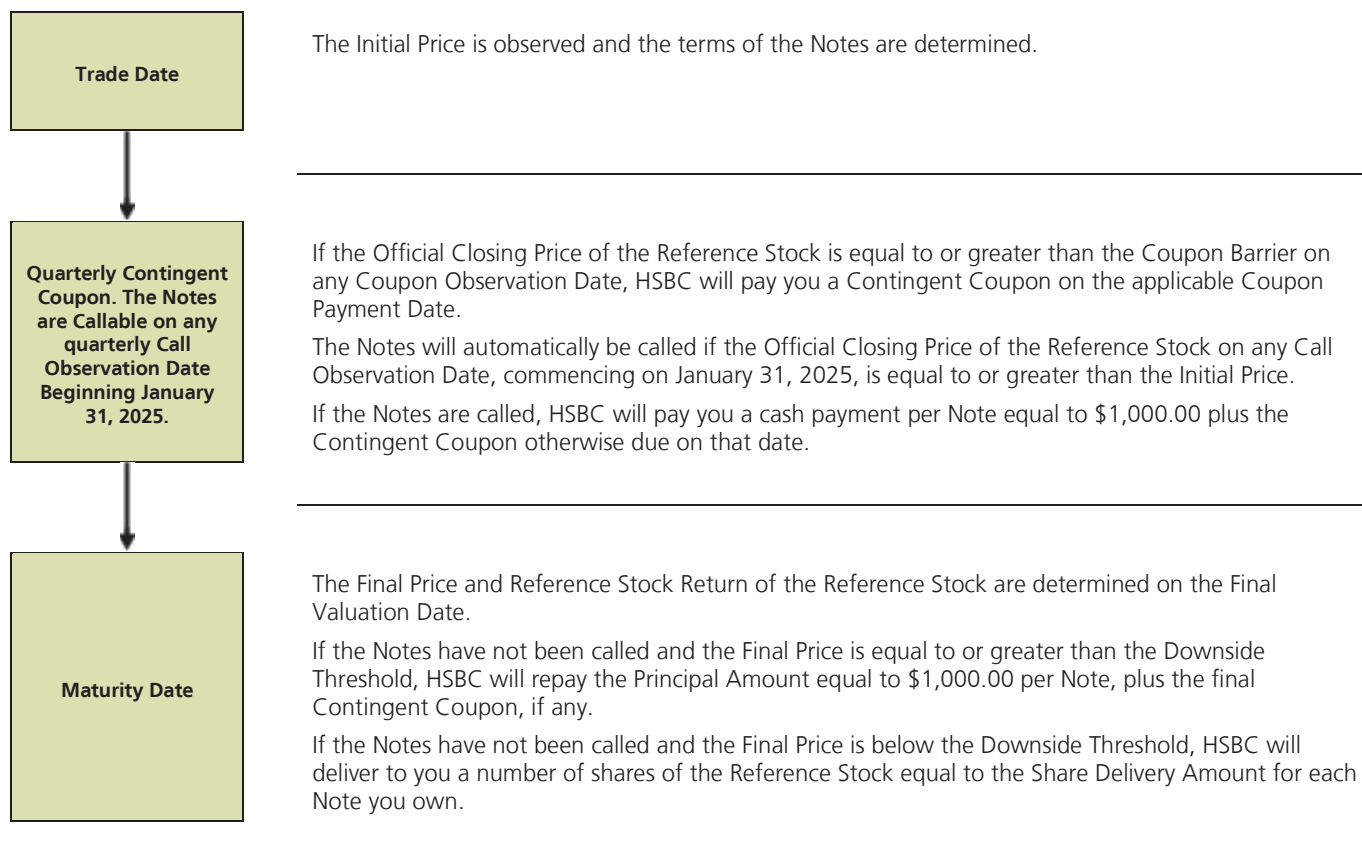 Trade Date
The Initial Price is observed and the terms of the Notes are determined.
Quarterly Contingent
Coupon. The Notes
are Callable on any
quarterly Call
Observation Date
Beginning January
31, 2025.
If the Official Closing Price of the Reference Stock is equal to or greater than the Coupon Barrier on
any Coupon Observation Date, HSBC will pay you a Contingent Coupon on the applicable Coupon
Payment Date.
The Notes will automatically be called if the Official Closing Price of the Reference Stock on any Call
Observation Date, commencing on January 31, 2025, is equal to or greater than the Initial Price.
If the Notes are called, HSBC will pay you a cash payment per Note equal to $1,000.00 plus the
Contingent Coupon otherwise due on that date.
Maturity Date
The Final Price and Reference Stock Return of the Reference Stock are determined on the Final
Valuation Date.
If the Notes have not been called and the Final Price is equal to or greater than the Downside
Threshold, HSBC will repay the Principal Amount equal to $1,000.00 per Note, plus the final
Contingent Coupon, if any.
If the Notes have not been called and the Final Price is below the Downside Threshold, HSBC will
deliver to you a number of shares of the Reference Stock equal to the Share Delivery Amount for each
Note you own.